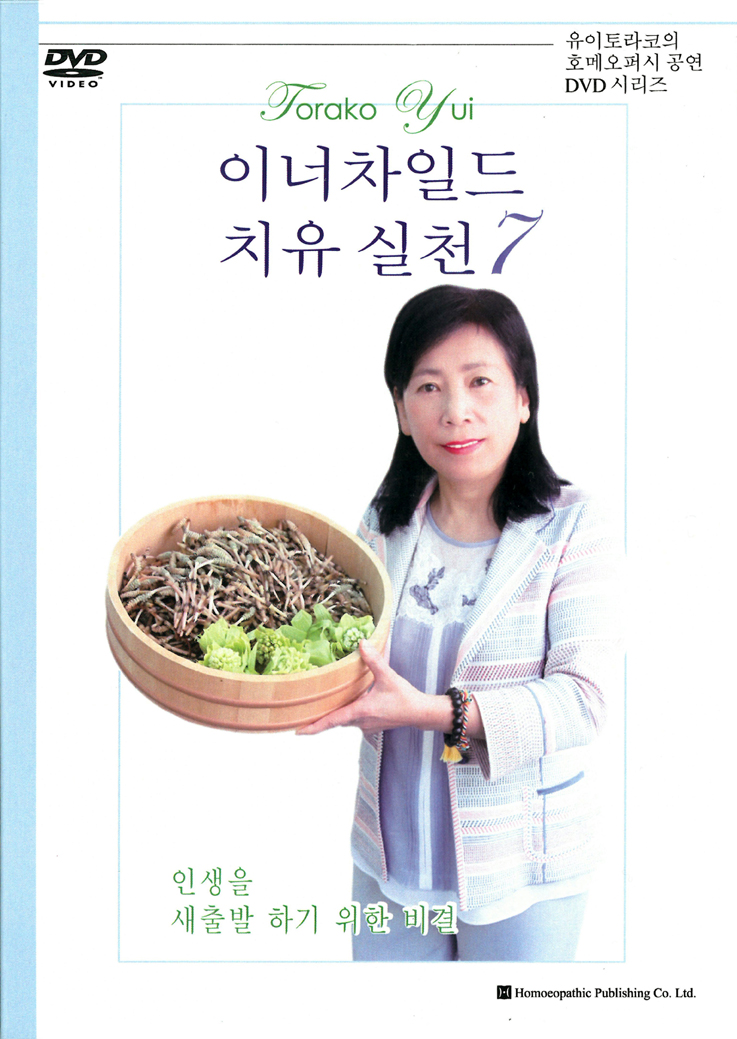 DVD
VIDEO™
유이토라코의
호메오퍼시 공연
DVD 시리즈
Torako Yui
이너차일드
치유 실천 7
인생을
새출발 하기 위한 비결
Homoeopathic Publishing Co. Ltd.